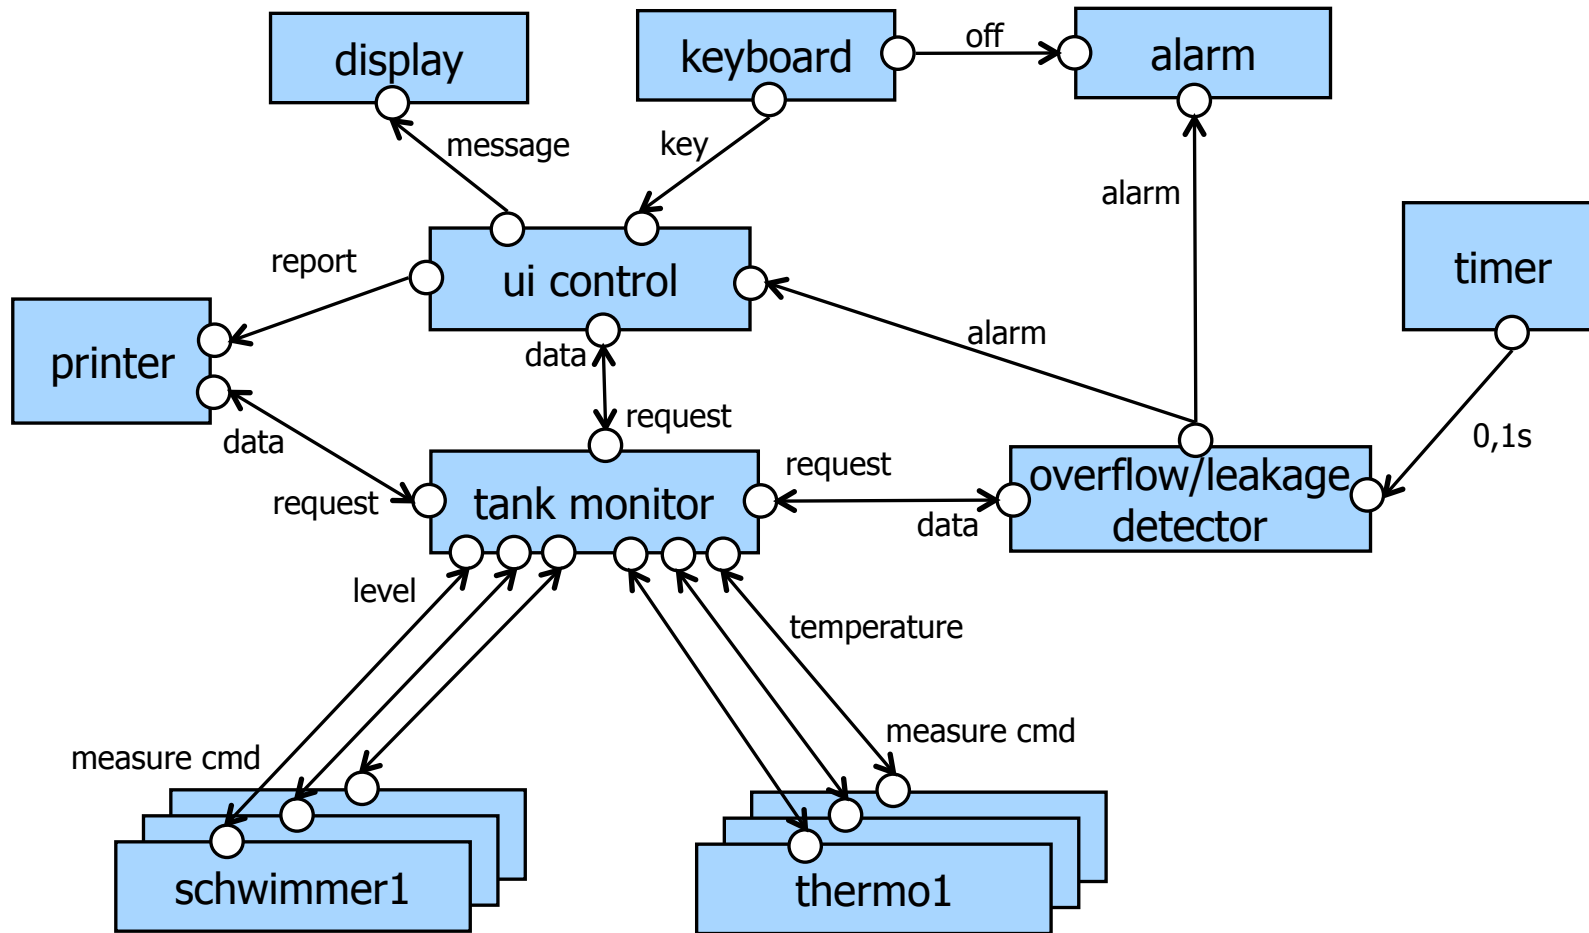 display
keyboard
off
alarm
message
key
alarm
report
ui control
timer
printer
data
alarm
request
0,1s
data
request
tank monitor
request
data
overflow/leakage
detector
level
temperature
measure cmd
measure cmd
schwimmer1
thermo1